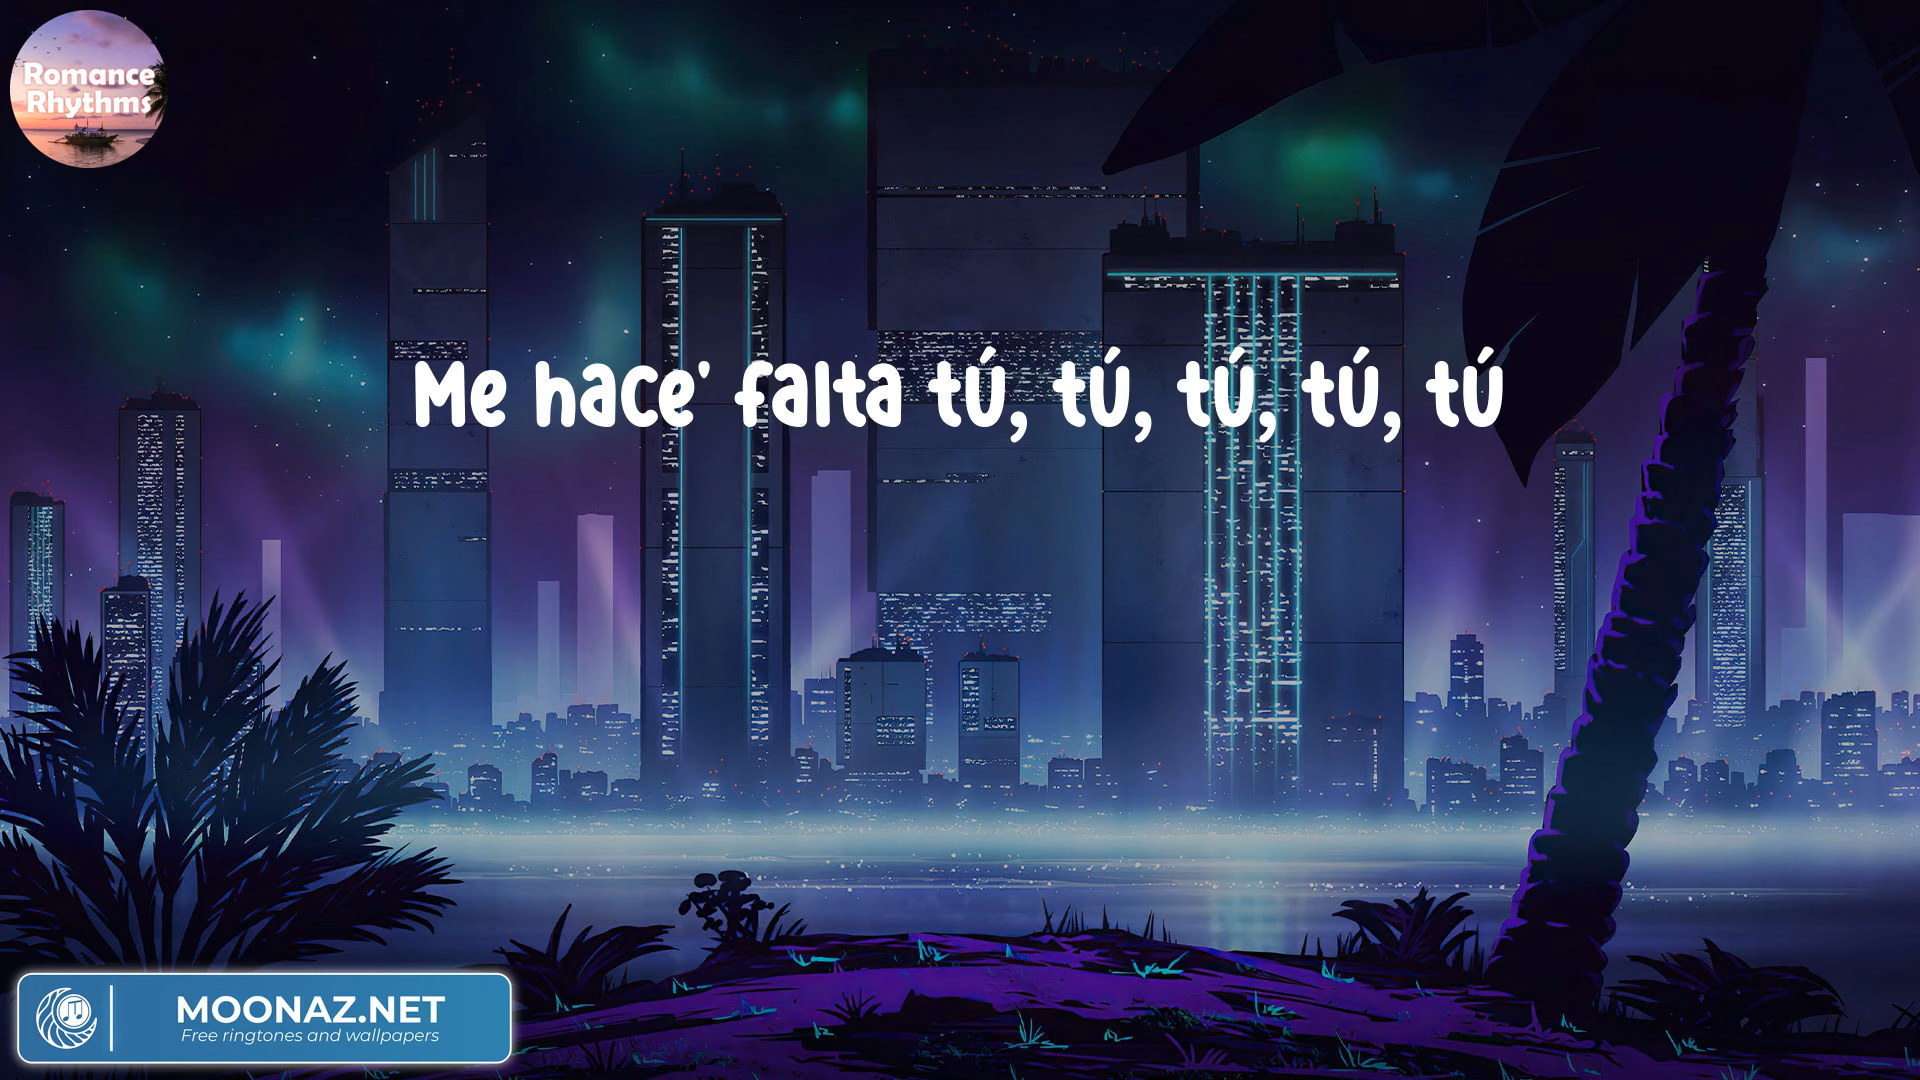 Romance
Rhythms
Me hace' falta tú, tú, tú, tú, tú
MOONAZ.NET
Free ringtones and wallpapers